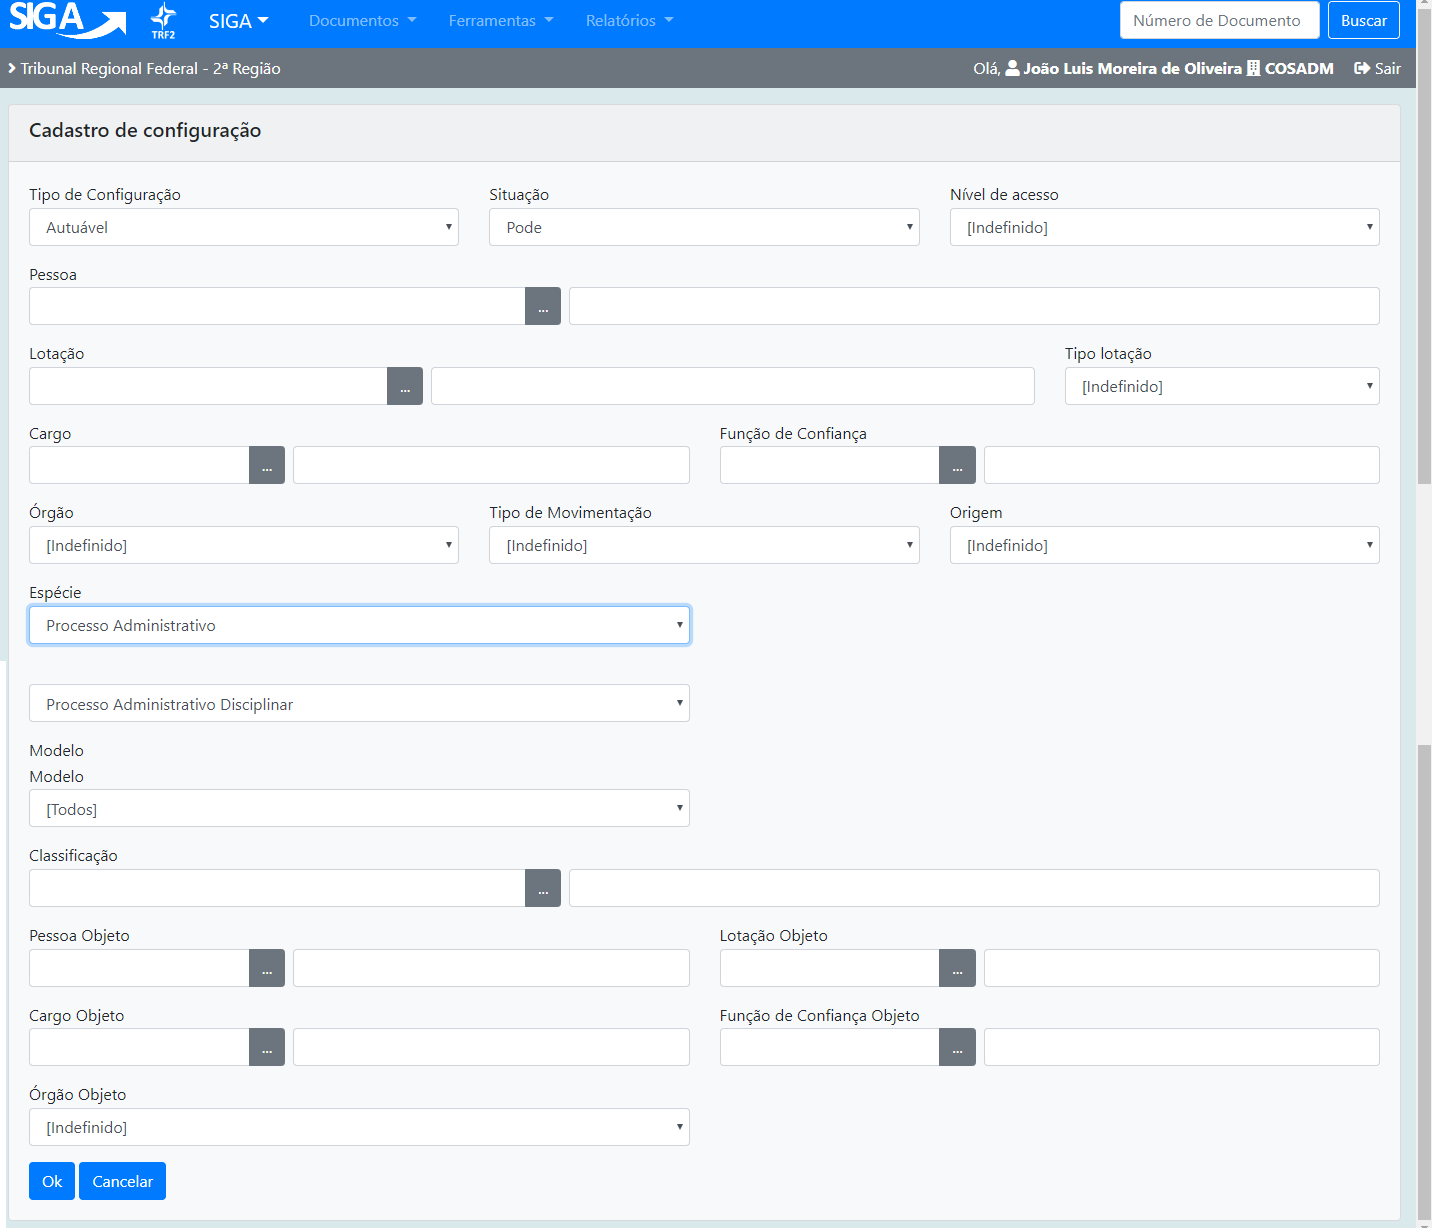 SIGA TRF2 SIGA Documentos Ferramentas Relatórios Número de Documento Buscar
Tribunal Regional Federal - 2ª Região Olá, João Luis Moreira de Oliveira COSADM Sair
Cadastro de configuração
Tipo de Configuração Situação Nível de acesso
Autuável Pode [Indefinido]
Pessoa
...
Lotação Tipo lotação
... [Indefinido]
Cargo Função de Confiança
... ...
Órgão Tipo de Movimentação Origem
[Indefinido] [Indefinido] [Indefinido]
Espécie
Processo Administrativo
Processo Administrativo Disciplinar
Modelo
Modelo
[Todos]
Classificação
...
Pessoa Objeto Lotação Objeto
... ...
Cargo Objeto Função de Confiança Objeto
... ...
Órgão Objeto
[Indefinido]
Ok Cancelar